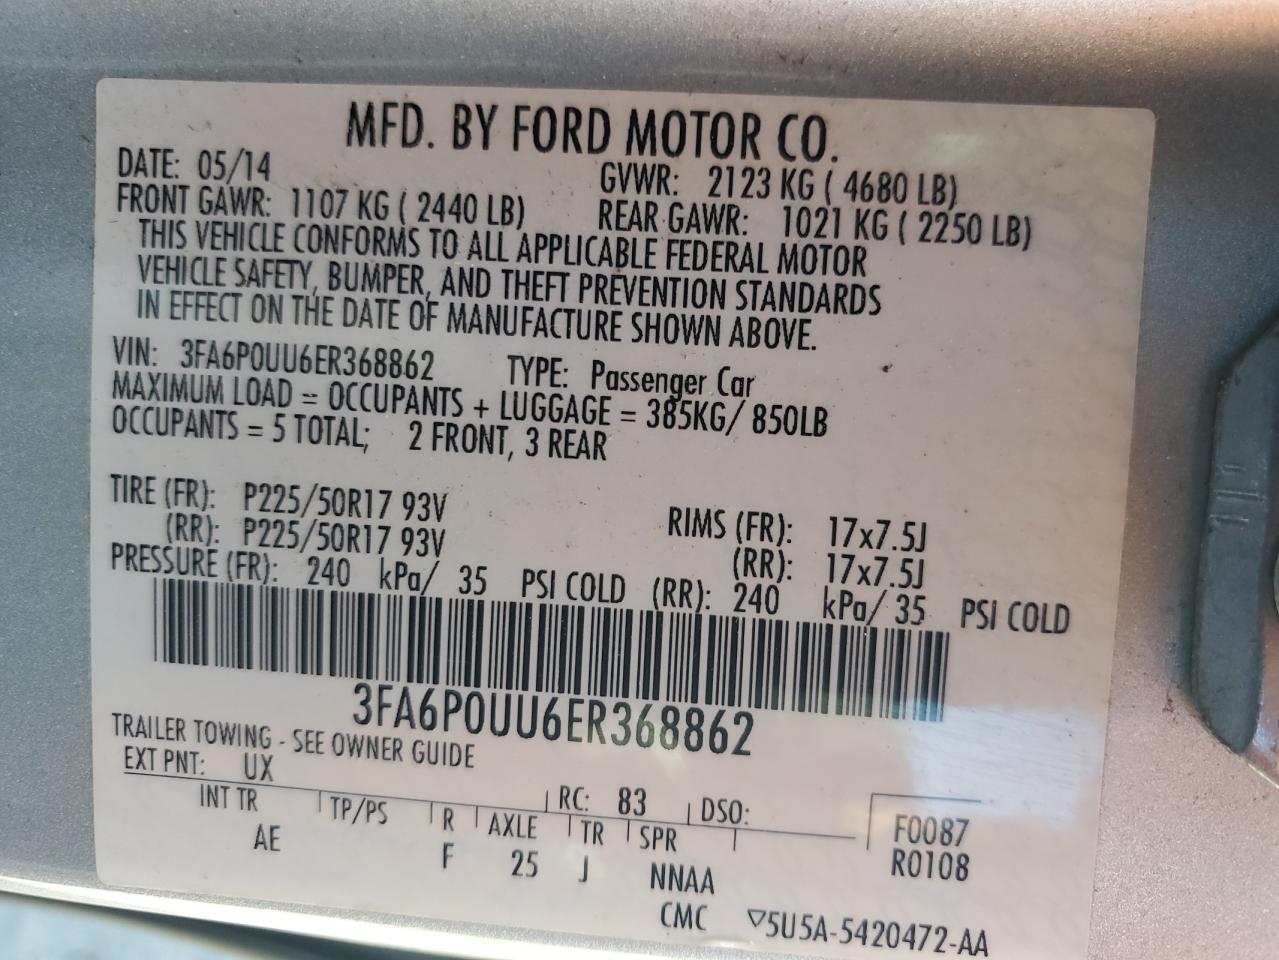 MFD. BY FORD MOTOR CO.
DATE: 05/14 GVWR: 2123 KG ( 4680 LB)
FRONT GAWR: 1107 KG ( 2440 LB) REAR GAWR: 1021 KG ( 2250 LB)
THIS VEHICLE CONFORMS TO ALL APPLICABLE FEDERAL MOTOR
VEHICLE SAFETY, BUMPER, AND THEFT PREVENTION STANDARDS
IN EFFECT ON THE DATE OF MANUFACTURE SHOWN ABOVE.
VIN: 3FA6P0UU6ER368862 TYPE: Passenger Car
MAXIMUM LOAD = OCCUPANTS + LUGGAGE = 385KG/ 850LB
OCCUPANTS = 5 TOTAL; 2 FRONT, 3 REAR
TIRE (FR): P225/50R17 93V RIMS (FR): 17x7.5J
(RR): P225/50R17 93V (RR): 17x7.5J
PRESSURE (FR): 240 kPa/ 35 PSI COLD (RR): 240 kPa/ 35 PSI COLD
3FA6P0UU6ER368862
TRAILER TOWING - SEE OWNER GUIDE
EXT PNT: UX RC: 83 DSO:
INT TR TP/PS R AXLE TR SPR F0087
AE F 25 J NNAA R0108
CMC ▽5U5A-5420472-AA